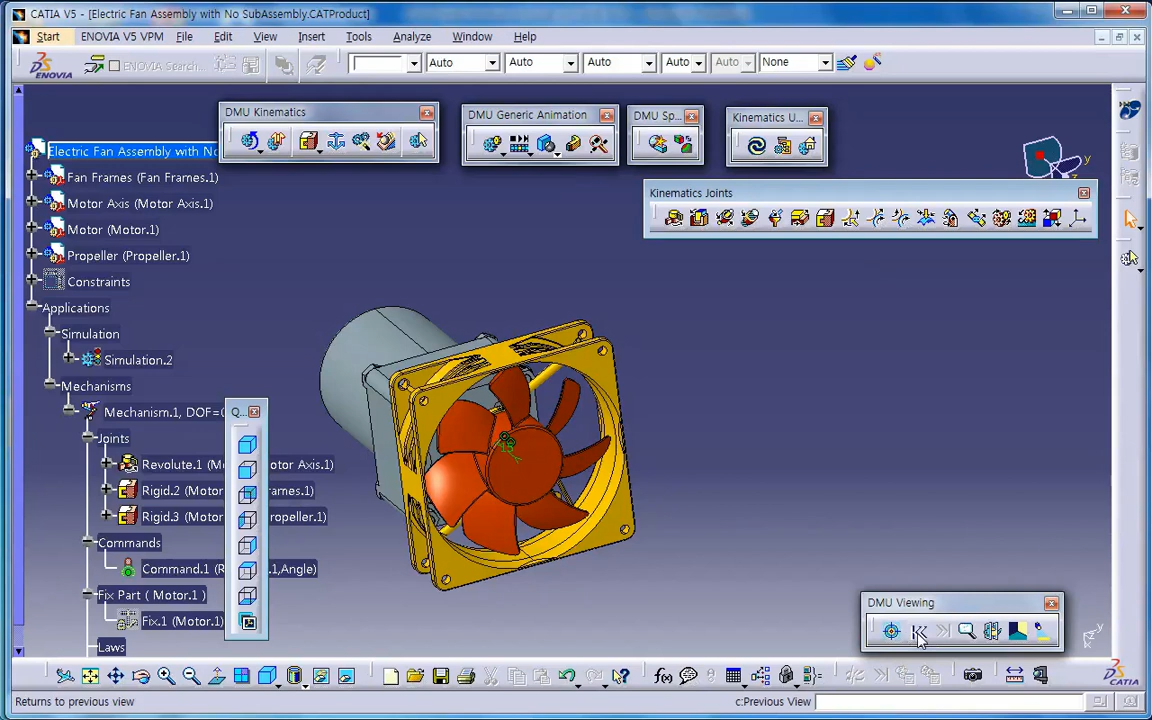 CATIA V5 - [Electric Fan Assembly with No SubAssembly.CATProduct]
Start ENOVIA V5 VPM File Edit View Insert Tools Analyze Window Help
ENOVIA
ENOVIA Search...
Auto Auto Auto Auto Auto None
DMU Kinematics
DMU Generic Animation
DMU Sp...
Kinematics U...
Kinematics Joints
Electric Fan Assembly with No
Fan Frames (Fan Frames.1)
Motor Axis (Motor Axis.1)
Motor (Motor.1)
Propeller (Propeller.1)
Constraints
Applications
Simulation
Simulation.2
Mechanisms
Mechanism.1, DOF=
Q...
Joints
Revolute.1 (M otor Axis.1)
Rigid.2 (Motor rames.1)
Rigid.3 (Motor ropeller.1)
Commands
Command.1 (R .1,Angle)
Fix Part ( Motor.1 )
Fix.1 (Motor.1)
Laws
y
z
DMU Viewing
y
CATIA
Returns to previous view
c:Previous View